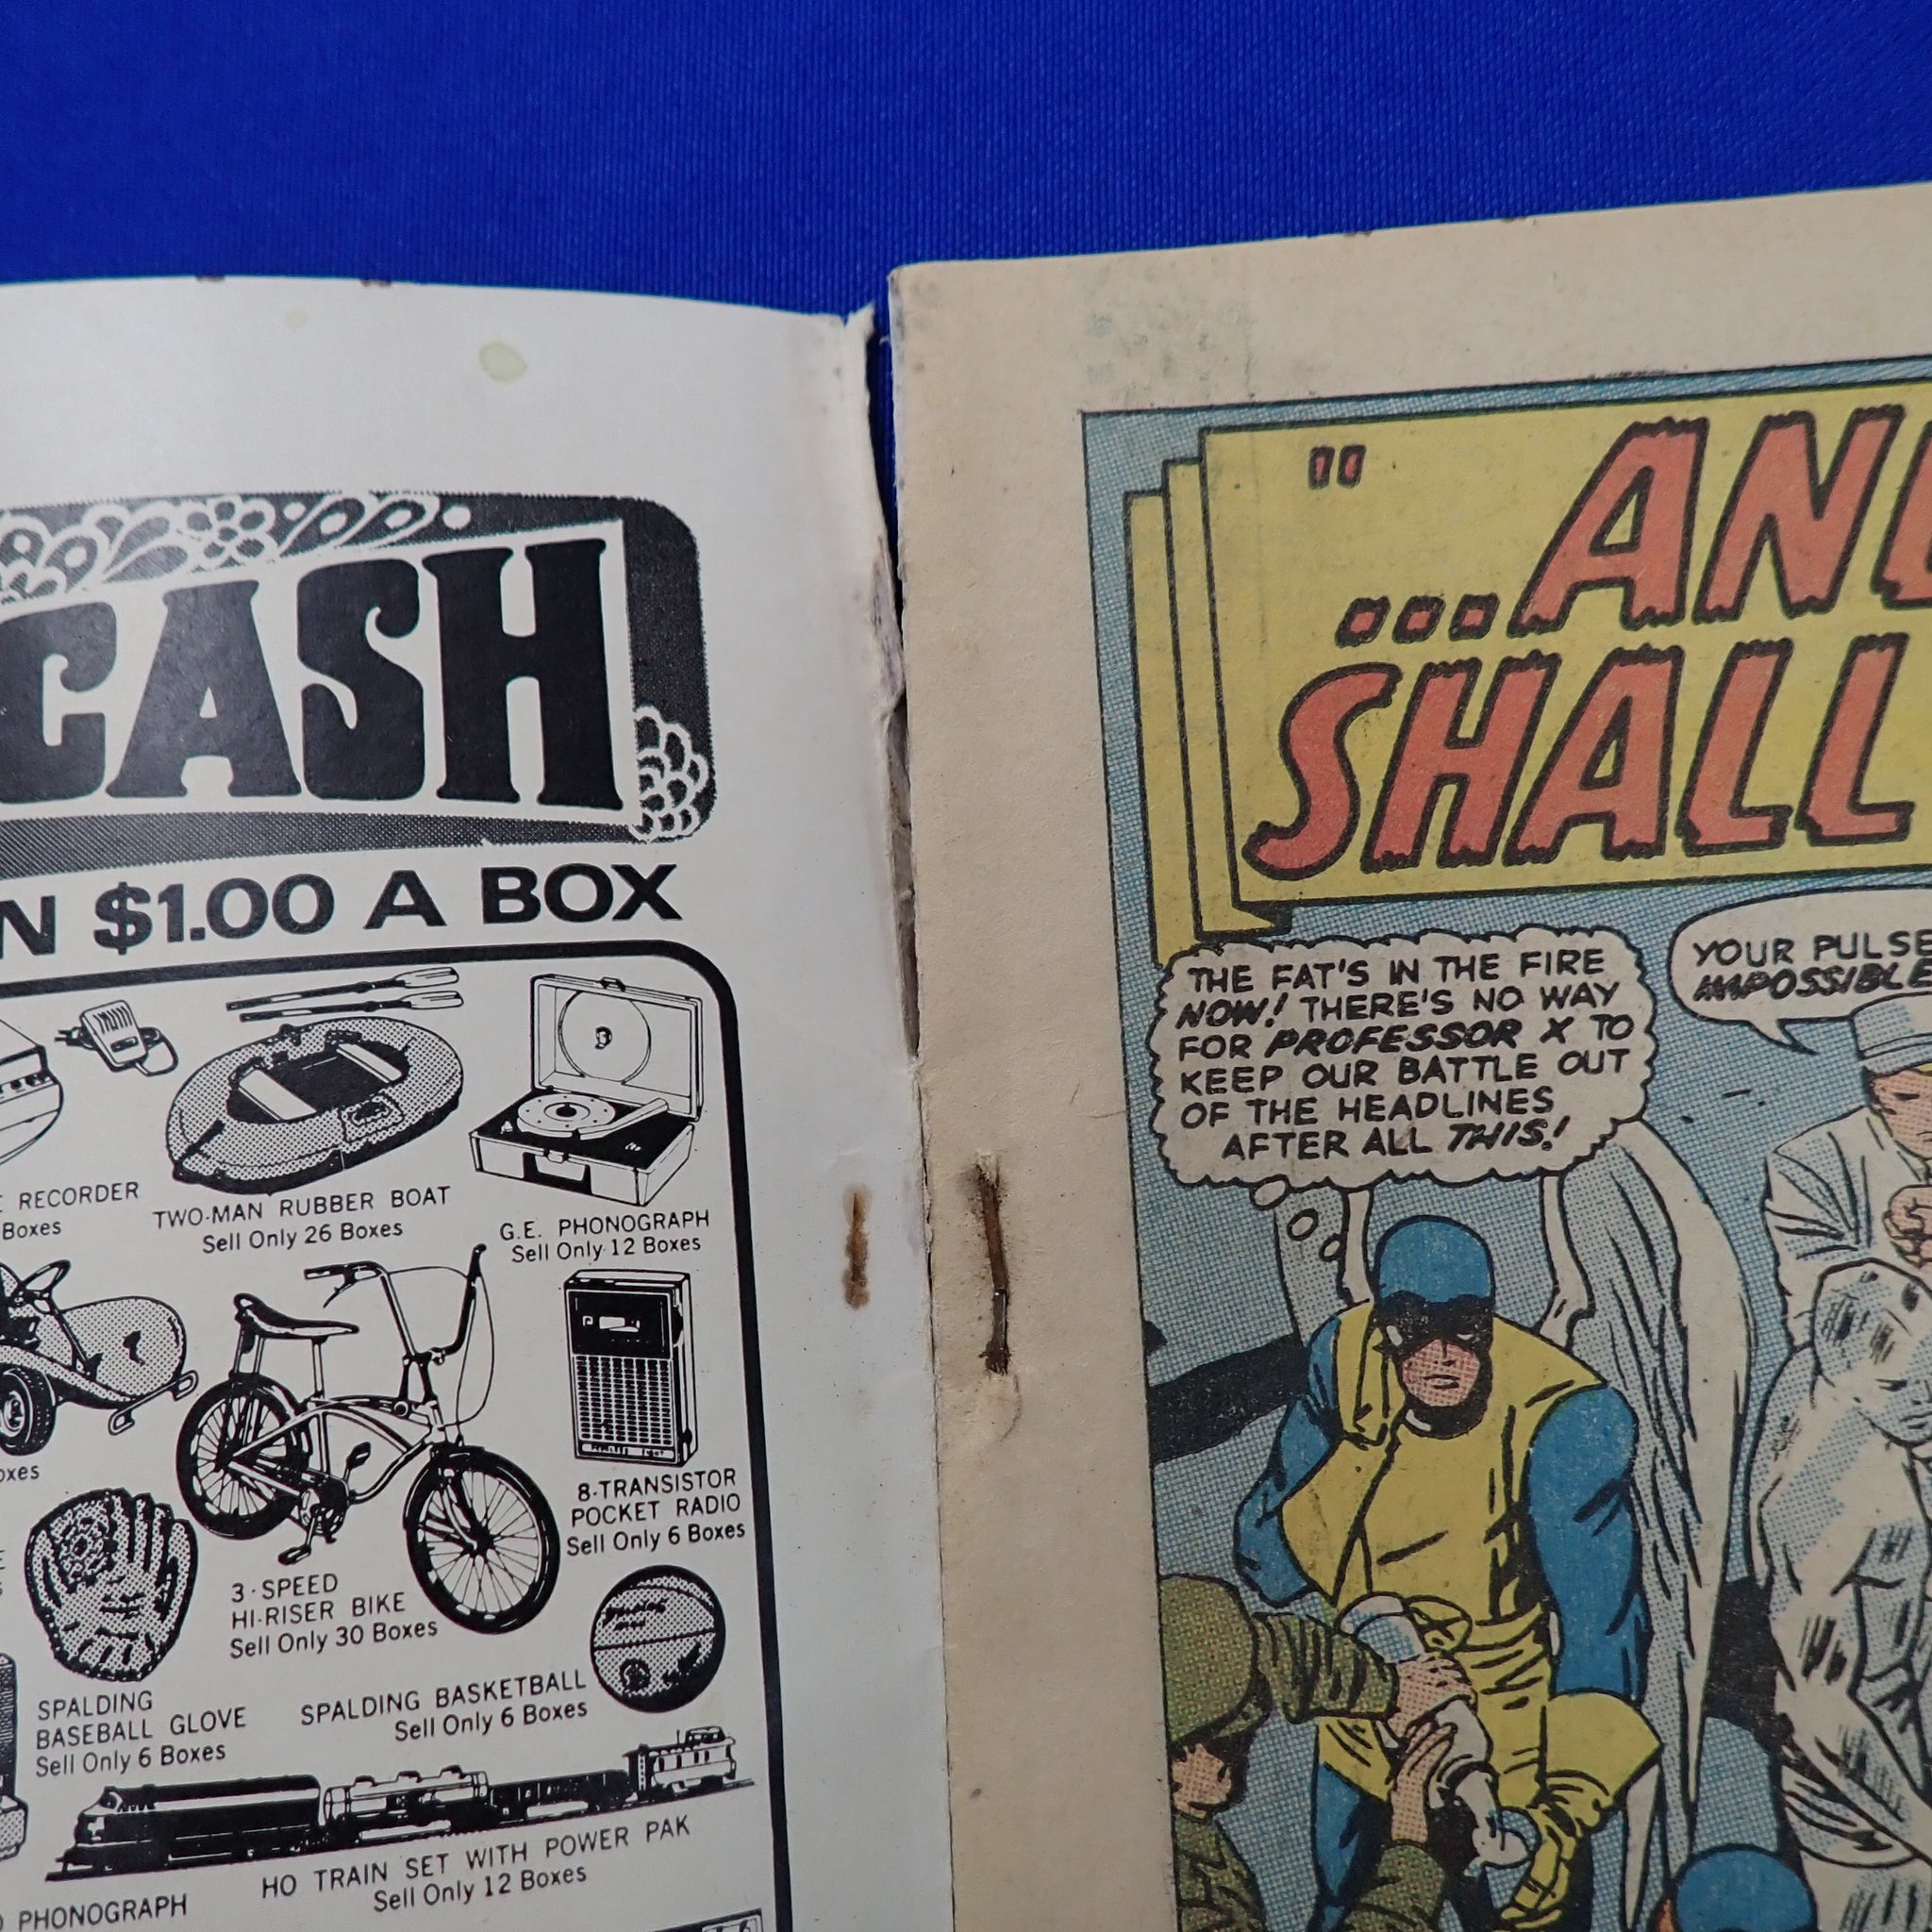 CASH
$1.00 A BOX
RECORDER
Boxes
TWO-MAN RUBBER BOAT
Sell Only 26 Boxes
G.E. PHONOGRAPH
Sell Only 12 Boxes
8-TRANSISTOR
POCKET RADIO
Sell Only 6 Boxes
3-SPEED
HI-RISER BIKE
Sell Only 30 Boxes
SPALDING
BASEBALL GLOVE
Sell Only 6 Boxes
SPALDING BASKETBALL
Sell Only 6 Boxes
HO TRAIN SET WITH POWER PAK
Sell Only 12 Boxes
PHONOGRAPH
"
...AND
SHALL
THE FAT'S IN THE FIRE
NOW! THERE'S NO WAY
FOR PROFESSOR X TO
KEEP OUR BATTLE OUT
OF THE HEADLINES
AFTER ALL THIS!
YOUR PULSE
IMPOSSIBLE